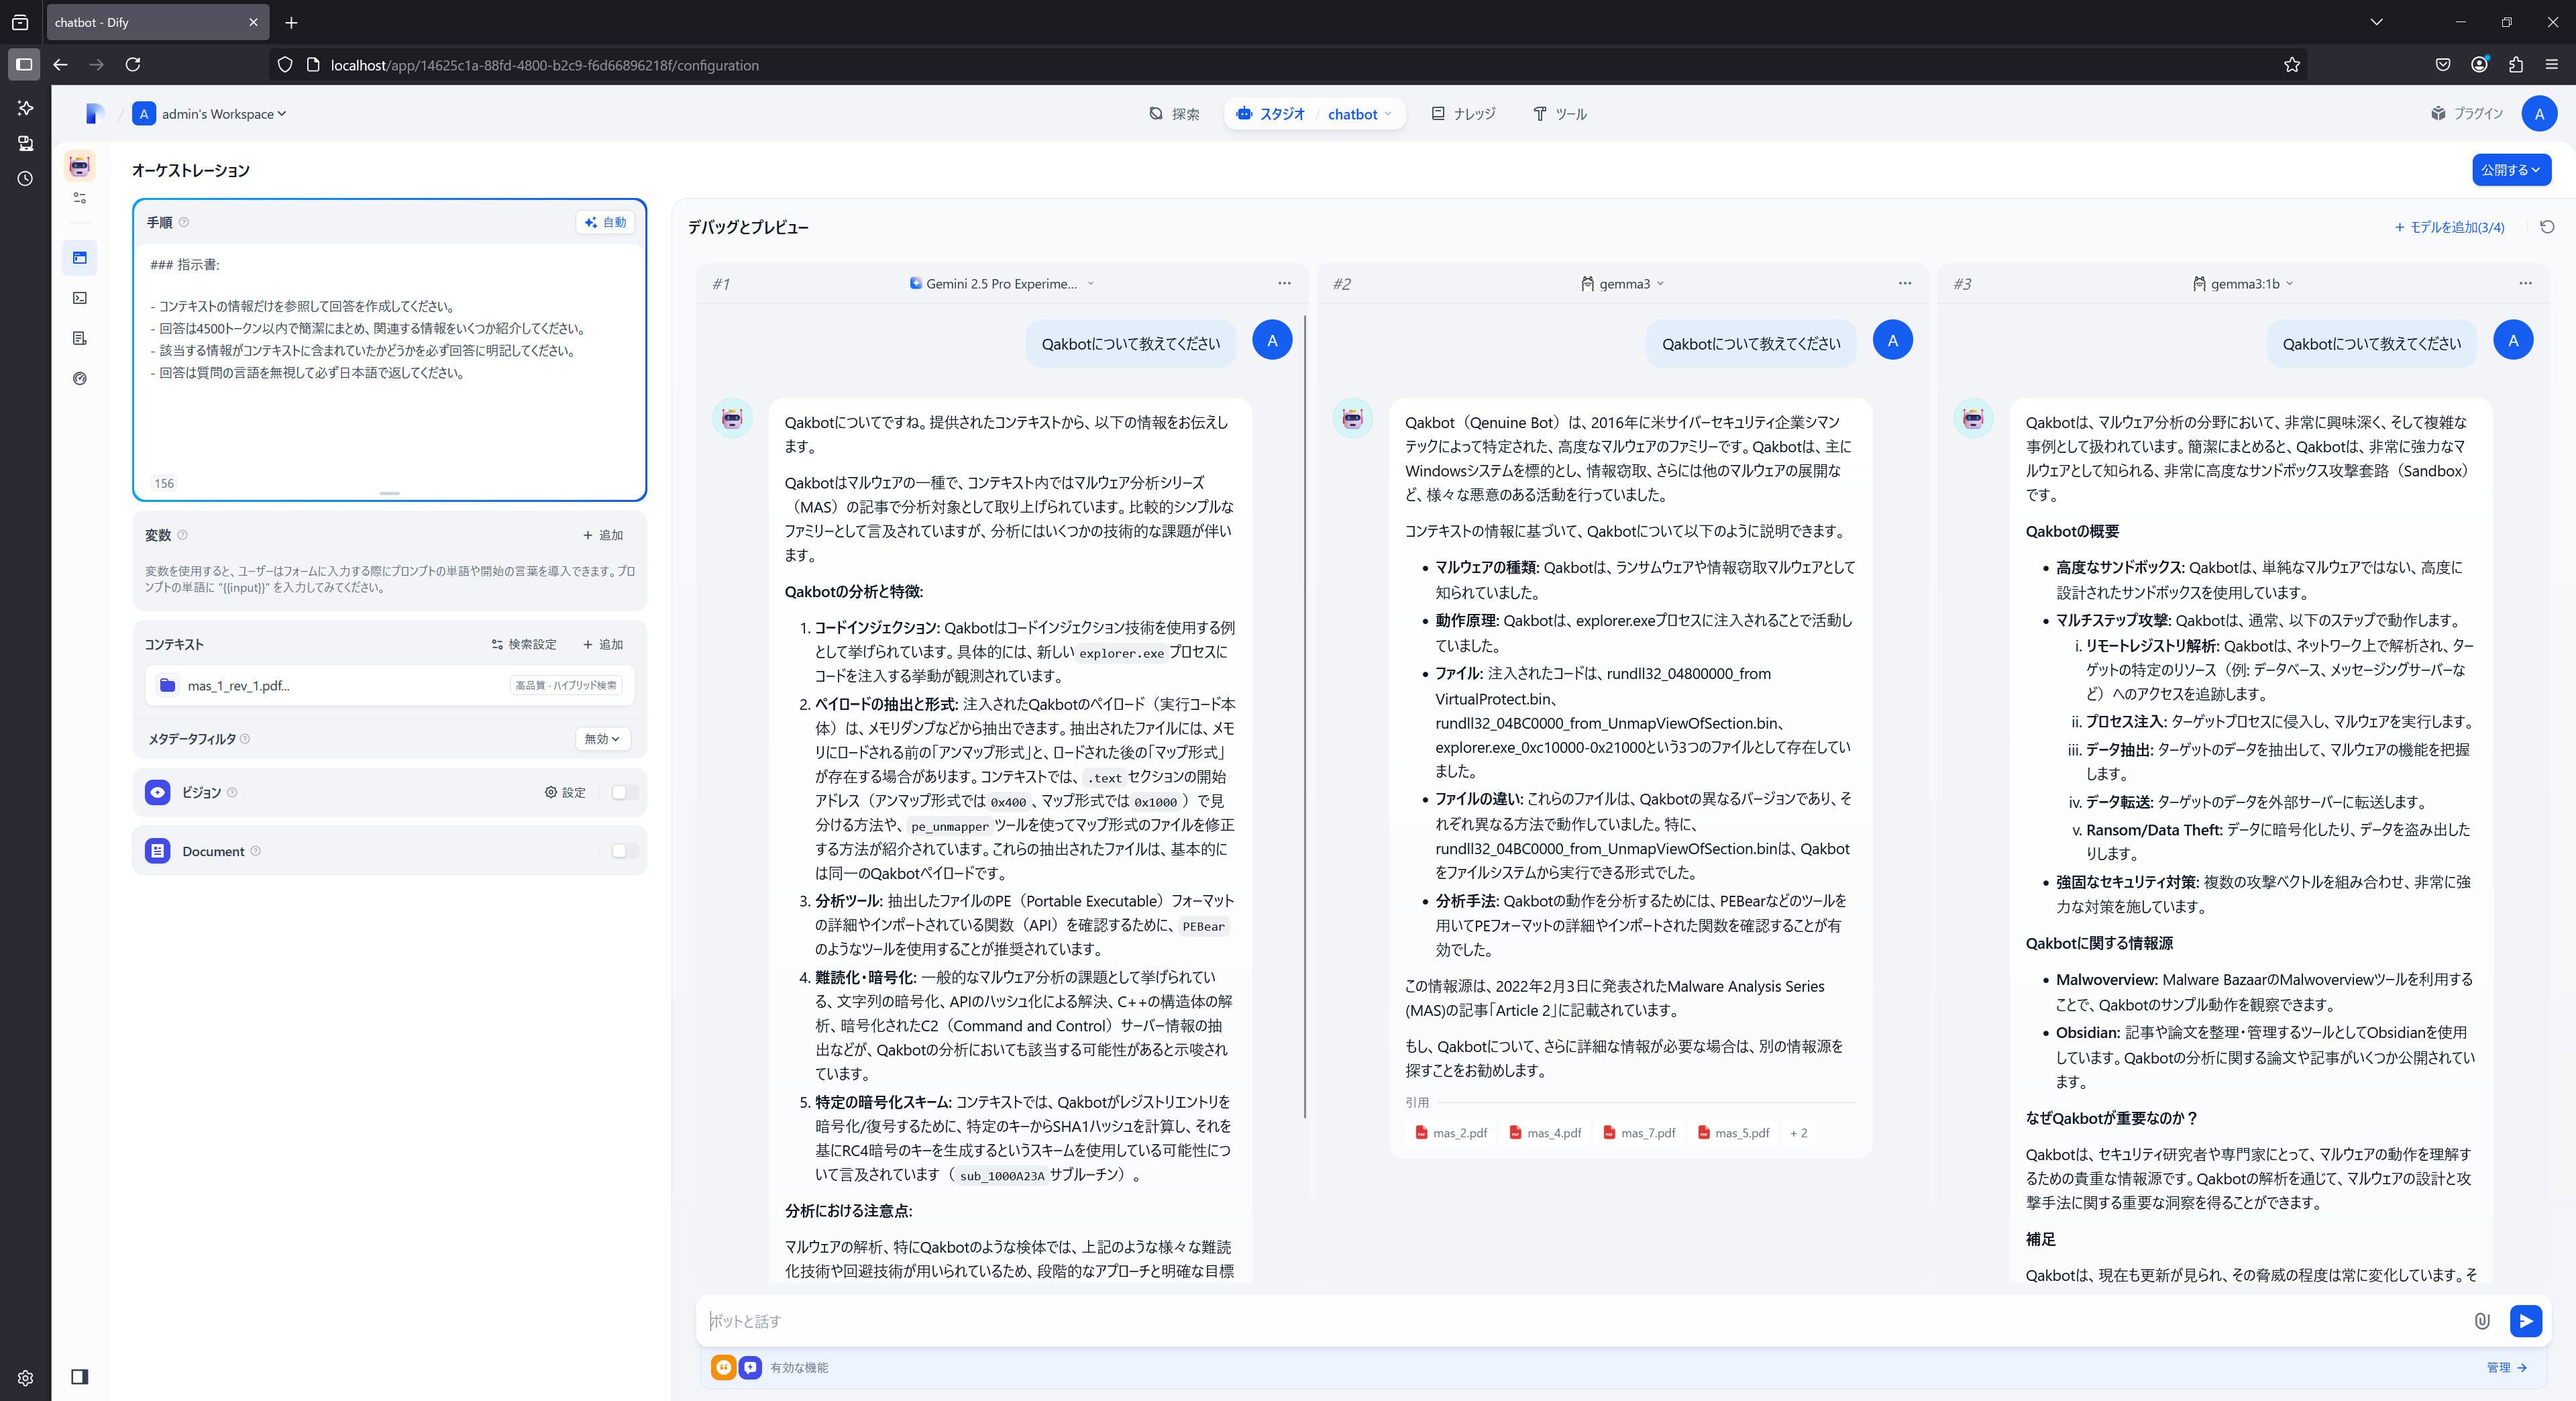 chatbot - Dify
localhost/app/14625c1a-88fd-4800-b2c9-f6d66896218f/configuration
A admin's Workspace
探索
スタジオ / chatbot
ナレッジ
ツール
プラグイン
A
オーケストレーション
公開する
手順
自動
### 指示書:
- コンテキストの情報だけを参照して回答を作成してください。
- 回答は4500トークン以内で簡潔にまとめ、関連する情報をいくつか紹介してください。
- 該当する情報がコンテキストに含まれていたかどうかを必ず回答に明記してください。
- 回答は質問の言語を無視して必ず日本語で返してください。
156
変数
+ 追加
変数を使用すると、ユーザーはフォームに入力する際にプロンプトの単語や開始の言葉を導入できます。プロ
ンプトの単語に "{{input}}" を入力してみてください。
コンテキスト
検索設定
+ 追加
mas_1_rev_1.pdf...
高品質 · ハイブリッド検索
メタデータフィルタ
無効
ビジョン
設定
Document
デバッグとプレビュー
+ モデルを追加(3/4)
#1
Gemini 2.5 Pro Experime...
Qakbotについて教えてください
A
Qakbotについてですね。提供されたコンテキストから、以下の情報をお伝えし
ます。
Qakbotはマルウェアの一種で、コンテキスト内ではマルウェア分析シリーズ
（MAS）の記事で分析対象として取り上げられています。比較的シンプルな
ファミリーとして言及されていますが、分析にはいくつかの技術的な課題が伴い
ます。
Qakbotの分析と特徴:
1. コードインジェクション: Qakbotはコードインジェクション技術を使用する例
として挙げられています。具体的には、新しい explorer.exe プロセスに
コードを注入する挙動が観測されています。
2. ペイロードの抽出と形式: 注入されたQakbotのペイロード（実行コード本
体）は、メモリダンプなどから抽出できます。抽出されたファイルには、メモ
リにロードされる前の「アンマップ形式」と、ロードされた後の「マップ形式」
が存在する場合があります。コンテキストでは、 .text セクションの開始
アドレス（アンマップ形式では 0x400 、マップ形式では 0x1000 ）で見
分ける方法や、 pe_unmapper ツールを使ってマップ形式のファイルを修正
する方法が紹介されています。これらの抽出されたファイルは、基本的に
は同一のQakbotペイロードです。
3. 分析ツール: 抽出したファイルのPE（Portable Executable）フォーマット
の詳細やインポートされている関数（API）を確認するために、 PEBear
のようなツールを使用することが推奨されています。
4. 難読化・暗号化: 一般的なマルウェア分析の課題として挙げられてい
る、文字列の暗号化、APIのハッシュ化による解決、C++の構造体の解
析、暗号化されたC2（Command and Control）サーバー情報の抽
出などが、Qakbotの分析においても該当する可能性があると示唆され
ています。
5. 特定の暗号化スキーム: コンテキストでは、Qakbotがレジストリエントリを
暗号化/復号するために、特定のキーからSHA1ハッシュを計算し、それを
基にRC4暗号のキーを生成するというスキームを使用している可能性につ
いて言及されています（ sub_1000A23A サブルーチン）。
分析における注意点:
マルウェアの解析、特にQakbotのような検体では、上記のような様々な難読
化技術や回避技術が用いられているため、段階的なアプローチと明確な目標
#2
gemma3
Qakbotについて教えてください
A
Qakbot（Qenuine Bot）は、2016年に米サイバーセキュリティ企業シマン
テックによって特定された、高度なマルウェアのファミリーです。Qakbotは、主に
Windowsシステムを標的とし、情報窃取、さらには他のマルウェアの展開な
ど、様々な悪意のある活動を行っていました。
コンテキストの情報に基づいて、Qakbotについて以下のように説明できます。
• マルウェアの種類: Qakbotは、ランサムウェアや情報窃取マルウェアとして
知られていました。
• 動作原理: Qakbotは、explorer.exeプロセスに注入されることで活動し
ていました。
• ファイル: 注入されたコードは、rundll32_04800000_from
VirtualProtect.bin、
rundll32_04BC0000_from_UnmapViewOfSection.bin、
explorer.exe_0xc10000-0x21000という3つのファイルとして存在してい
ました。
• ファイルの違い: これらのファイルは、Qakbotの異なるバージョンであり、そ
れぞれ異なる方法で動作していました。特に、
rundll32_04BC0000_from_UnmapViewOfSection.binは、Qakbot
をファイルシステムから実行できる形式でした。
• 分析手法: Qakbotの動作を分析するためには、PEBearなどのツールを
用いてPEフォーマットの詳細やインポートされた関数を確認することが有
効でした。
この情報源は、2022年2月3日に発表されたMalware Analysis Series
(MAS)の記事「Article 2」に記載されています。
もし、Qakbotについて、さらに詳細な情報が必要な場合は、別の情報源を
探すことをお勧めします。
引用
mas_2.pdf
mas_4.pdf
mas_7.pdf
mas_5.pdf
+ 2
#3
gemma3:1b
Qakbotについて教えてください
A
Qakbotは、マルウェア分析の分野において、非常に興味深く、そして複雑な
事例として扱われています。簡潔にまとめると、Qakbotは、非常に強力なマ
ルウェアとして知られる、非常に高度なサンドボックス攻撃套路（Sandbox）
です。
Qakbotの概要
• 高度なサンドボックス: Qakbotは、単純なマルウェアではない、高度に
設計されたサンドボックスを使用しています。
• マルチステップ攻撃: Qakbotは、通常、以下のステップで動作します。
i. リモートレジストリ解析: Qakbotは、ネットワーク上で解析され、ター
ゲットの特定のリソース（例: データベース、メッセージングサーバーな
ど）へのアクセスを追跡します。
ii. プロセス注入: ターゲットプロセスに侵入し、マルウェアを実行します。
iii. データ抽出: ターゲットのデータを抽出して、マルウェアの機能を把握
します。
iv. データ転送: ターゲットのデータを外部サーバーに転送します。
v. Ransom/Data Theft: データに暗号化したり、データを盗み出した
りします。
• 強固なセキュリティ対策: 複数の攻撃ベクトルを組み合わせ、非常に強
力な対策を施しています。
Qakbotに関する情報源
• Malwoverview: Malware BazaarのMalwoverviewツールを利用する
ことで、Qakbotのサンプル動作を観察できます。
• Obsidian: 記事や論文を整理・管理するツールとしてObsidianを使用
しています。Qakbotの分析に関する論文や記事がいくつか公開されてい
ます。
なぜQakbotが重要なのか？
Qakbotは、セキュリティ研究者や専門家にとって、マルウェアの動作を理解す
るための貴重な情報源です。Qakbotの解析を通じて、マルウェアの設計と攻
撃手法に関する重要な洞察を得ることができます。
補足
Qakbotは、現在も更新が見られ、その脅威の程度は常に変化しています。そ
ボットと話す
有効な機能
管理 →